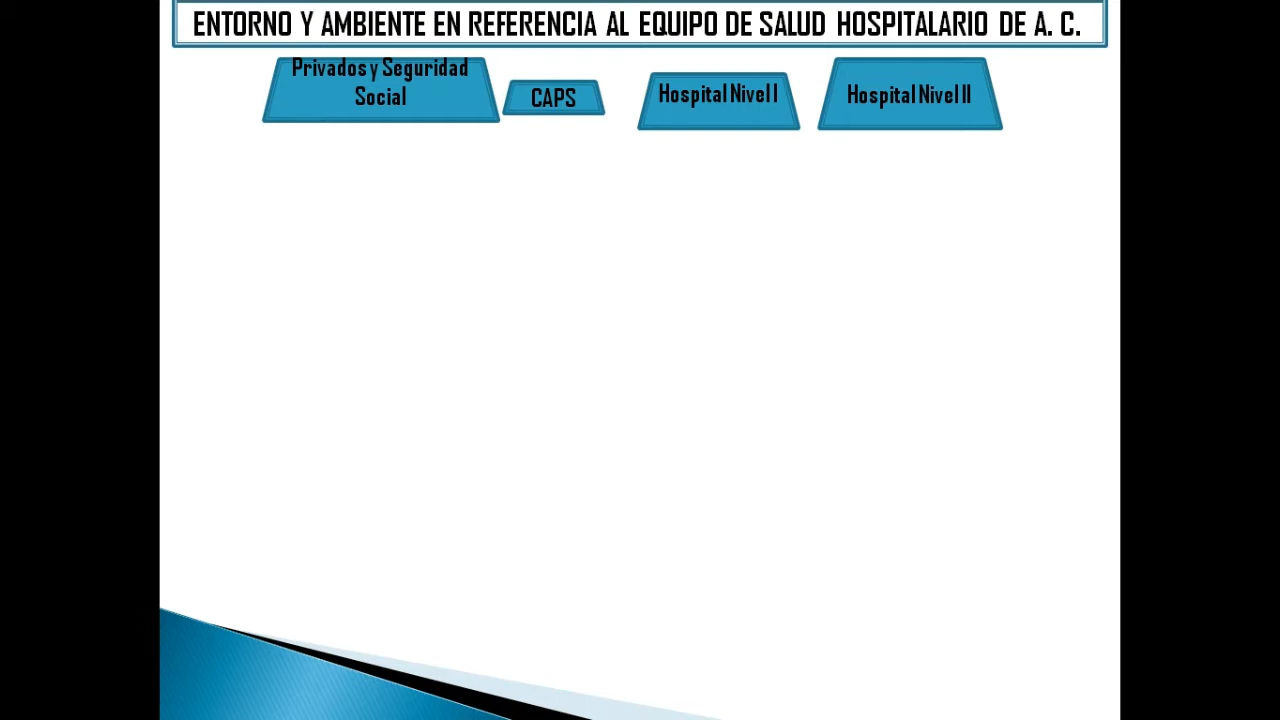 ENTORNO Y AMBIENTE EN REFERENCIA AL EQUIPO DE SALUD HOSPITALARIO DE A. C.
Privados y Seguridad
Social
CAPS
Hospital Nivel I
Hospital Nivel II